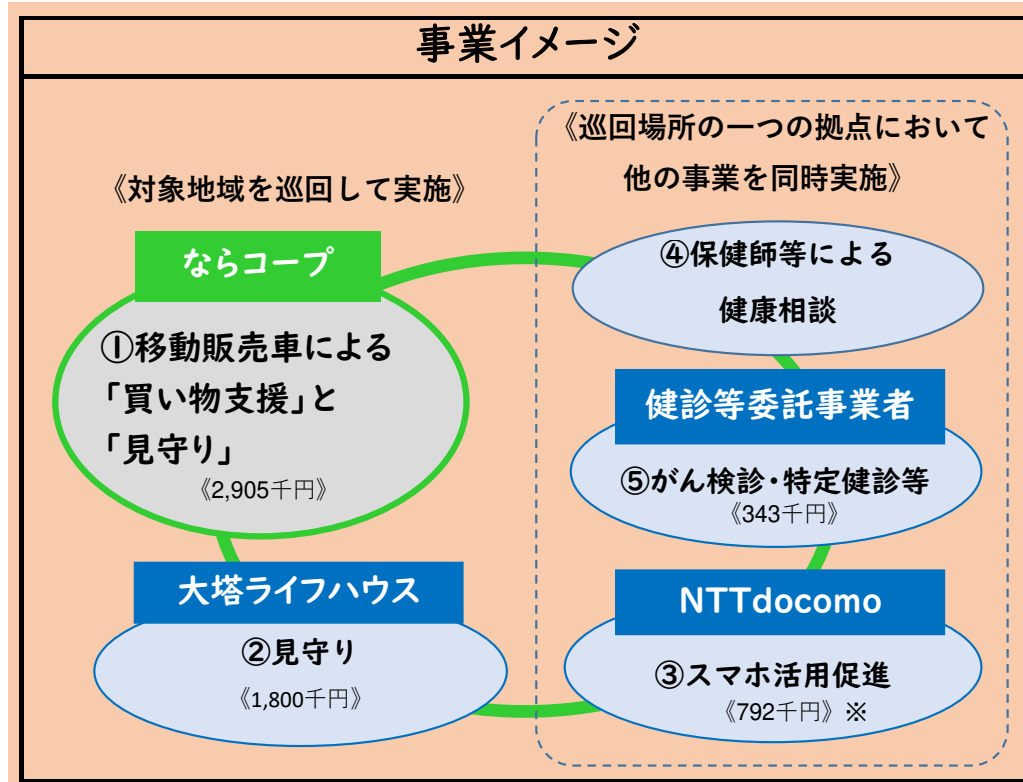 事業イメージ
《対象地域を巡回して実施》
ならコープ
①移動販売車による
「買い物支援」と
「見守り」
《2,905千円》
大塔ライフハウス
②見守り
《1,800千円》
《巡回場所の一つの拠点において
他の事業を同時実施》
④保健師等による
健康相談
健診等委託事業者
⑤がん検診・特定健診等
《343千円》
NTTdocomo
③スマホ活用促進
《792千円》※